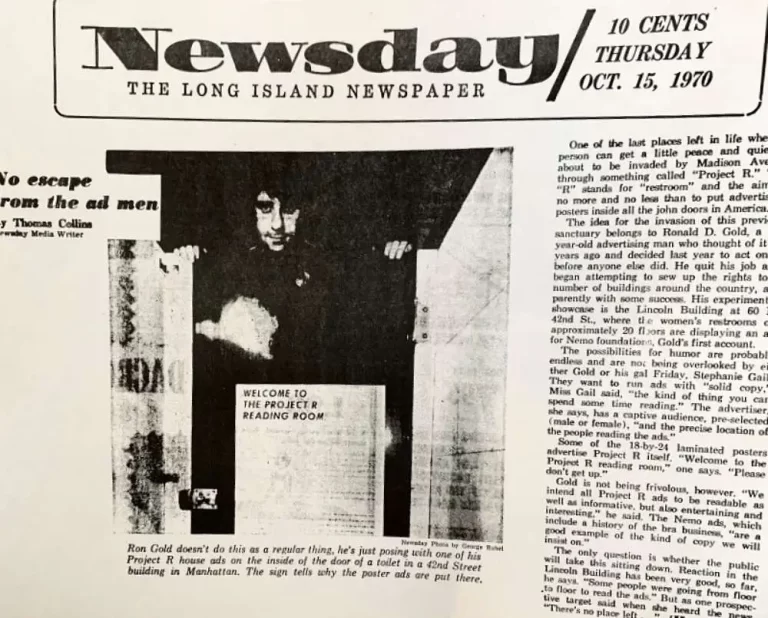 Newsday
THE LONG ISLAND NEWSPAPER
10 CENTS
THURSDAY
OCT. 15, 1970
No escape
from the ad men
By Thomas Collins
Newsday Media Writer
WELCOME TO
THE PROJECT R
READING ROOM
Newsday Photo by George Rubei
Ron Gold doesn't do this as a regular thing, he's just posing with one of his
Project R house ads on the inside of the door of a toilet in a 42nd Street
building in Manhattan. The sign tells why the poster ads are put there.
One of the last places left in life whe
person can get a little peace and quie
about to be invaded by Madison Ave
through something called "Project R."
"R" stands for "restroom" and the aim
no more and no less than to put adverti
posters inside all the john doors in America.
The idea for the invasion of this previ
sanctuary belongs to Ronald D. Gold, a
year-old advertising man who thought of it
years ago and decided last year to act on
before anyone else did. He quit his job a
began attempting to sew up the rights to
number of buildings around the country, a
parently with some success. His experiment
showcase is the Lincoln Building at 60
42nd St., where the women's restrooms o
approximately 20 floors are displaying an a
for Nemo foundations, Gold's first account.
The possibilities for humor are probabl
endless and are not being overlooked by ei
ther Gold or his gal Friday, Stephanie Gail
They want to run ads with "solid copy,"
Miss Gail said, "the kind of thing you can
spend some time reading." The advertiser,
she says, has a captive audience, pre-selected
(male or female), "and the precise location of
the people reading the ads."
Some of the 18-by-24 laminated posters
advertise Project R itself. "Welcome to the
Project R reading room," one says. "Please
don't get up."
Gold is not being frivolous, however. "We
intend all Project R ads to be readable as
well as informative, but also entertaining and
interesting," he said. The Nemo ads, which
include a history of the bra business, "are a
good example of the kind of copy we will
insist on."
The only question is whether the public
will take this sitting down. Reaction in the
Lincoln Building has been very good, so far,
he says. "Some people were going from floor
to floor to read the ads." But as one prospec-
tive target said when she heard the news
"There's no place left